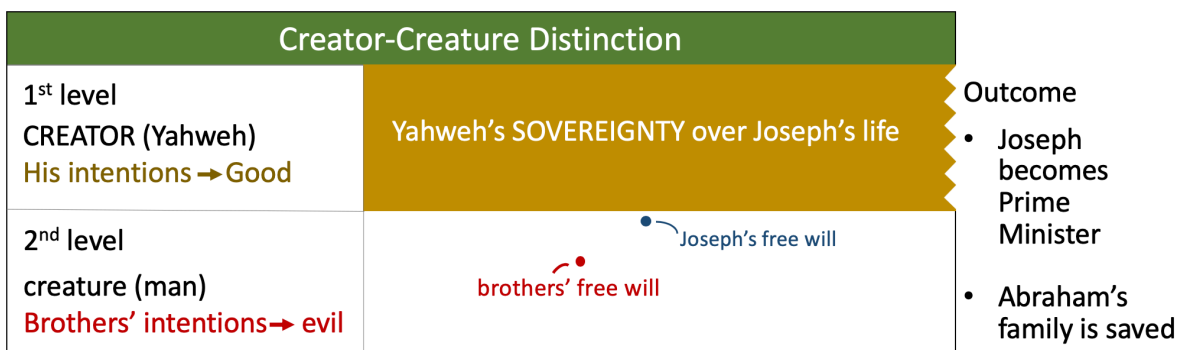 Creator-Creature Distinction
1st level
CREATOR (Yahweh)
His intentions → Good
Yahweh’s SOVEREIGNTY over Joseph’s life
2nd level
creature (man)
Brothers’ intentions → evil
Joseph’s free will
brothers’ free will
Outcome
• Joseph
becomes
Prime
Minister
• Abraham’s
family is saved